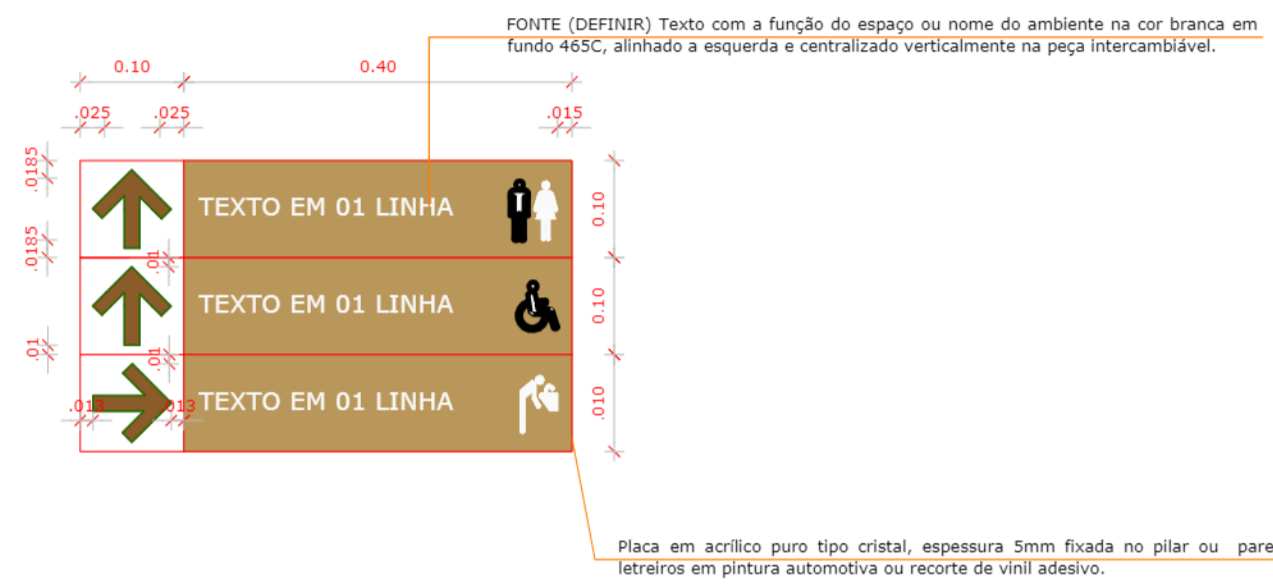 FONTE (DEFINIR) Texto com a função do espaço ou nome do ambiente na cor branca em
fundo 465C, alinhado a esquerda e centralizado verticalmente na peça intercambiável.
0.10 0.40
.025 .025 .015
.0185
TEXTO EM 01 LINHA
0.10
.0185
.01
TEXTO EM 01 LINHA
0.10
.01
.01
.013 .013
TEXTO EM 01 LINHA
.010
Placa em acrílico puro tipo cristal, espessura 5mm fixada no pilar ou pare
letreiros em pintura automotiva ou recorte de vinil adesivo.